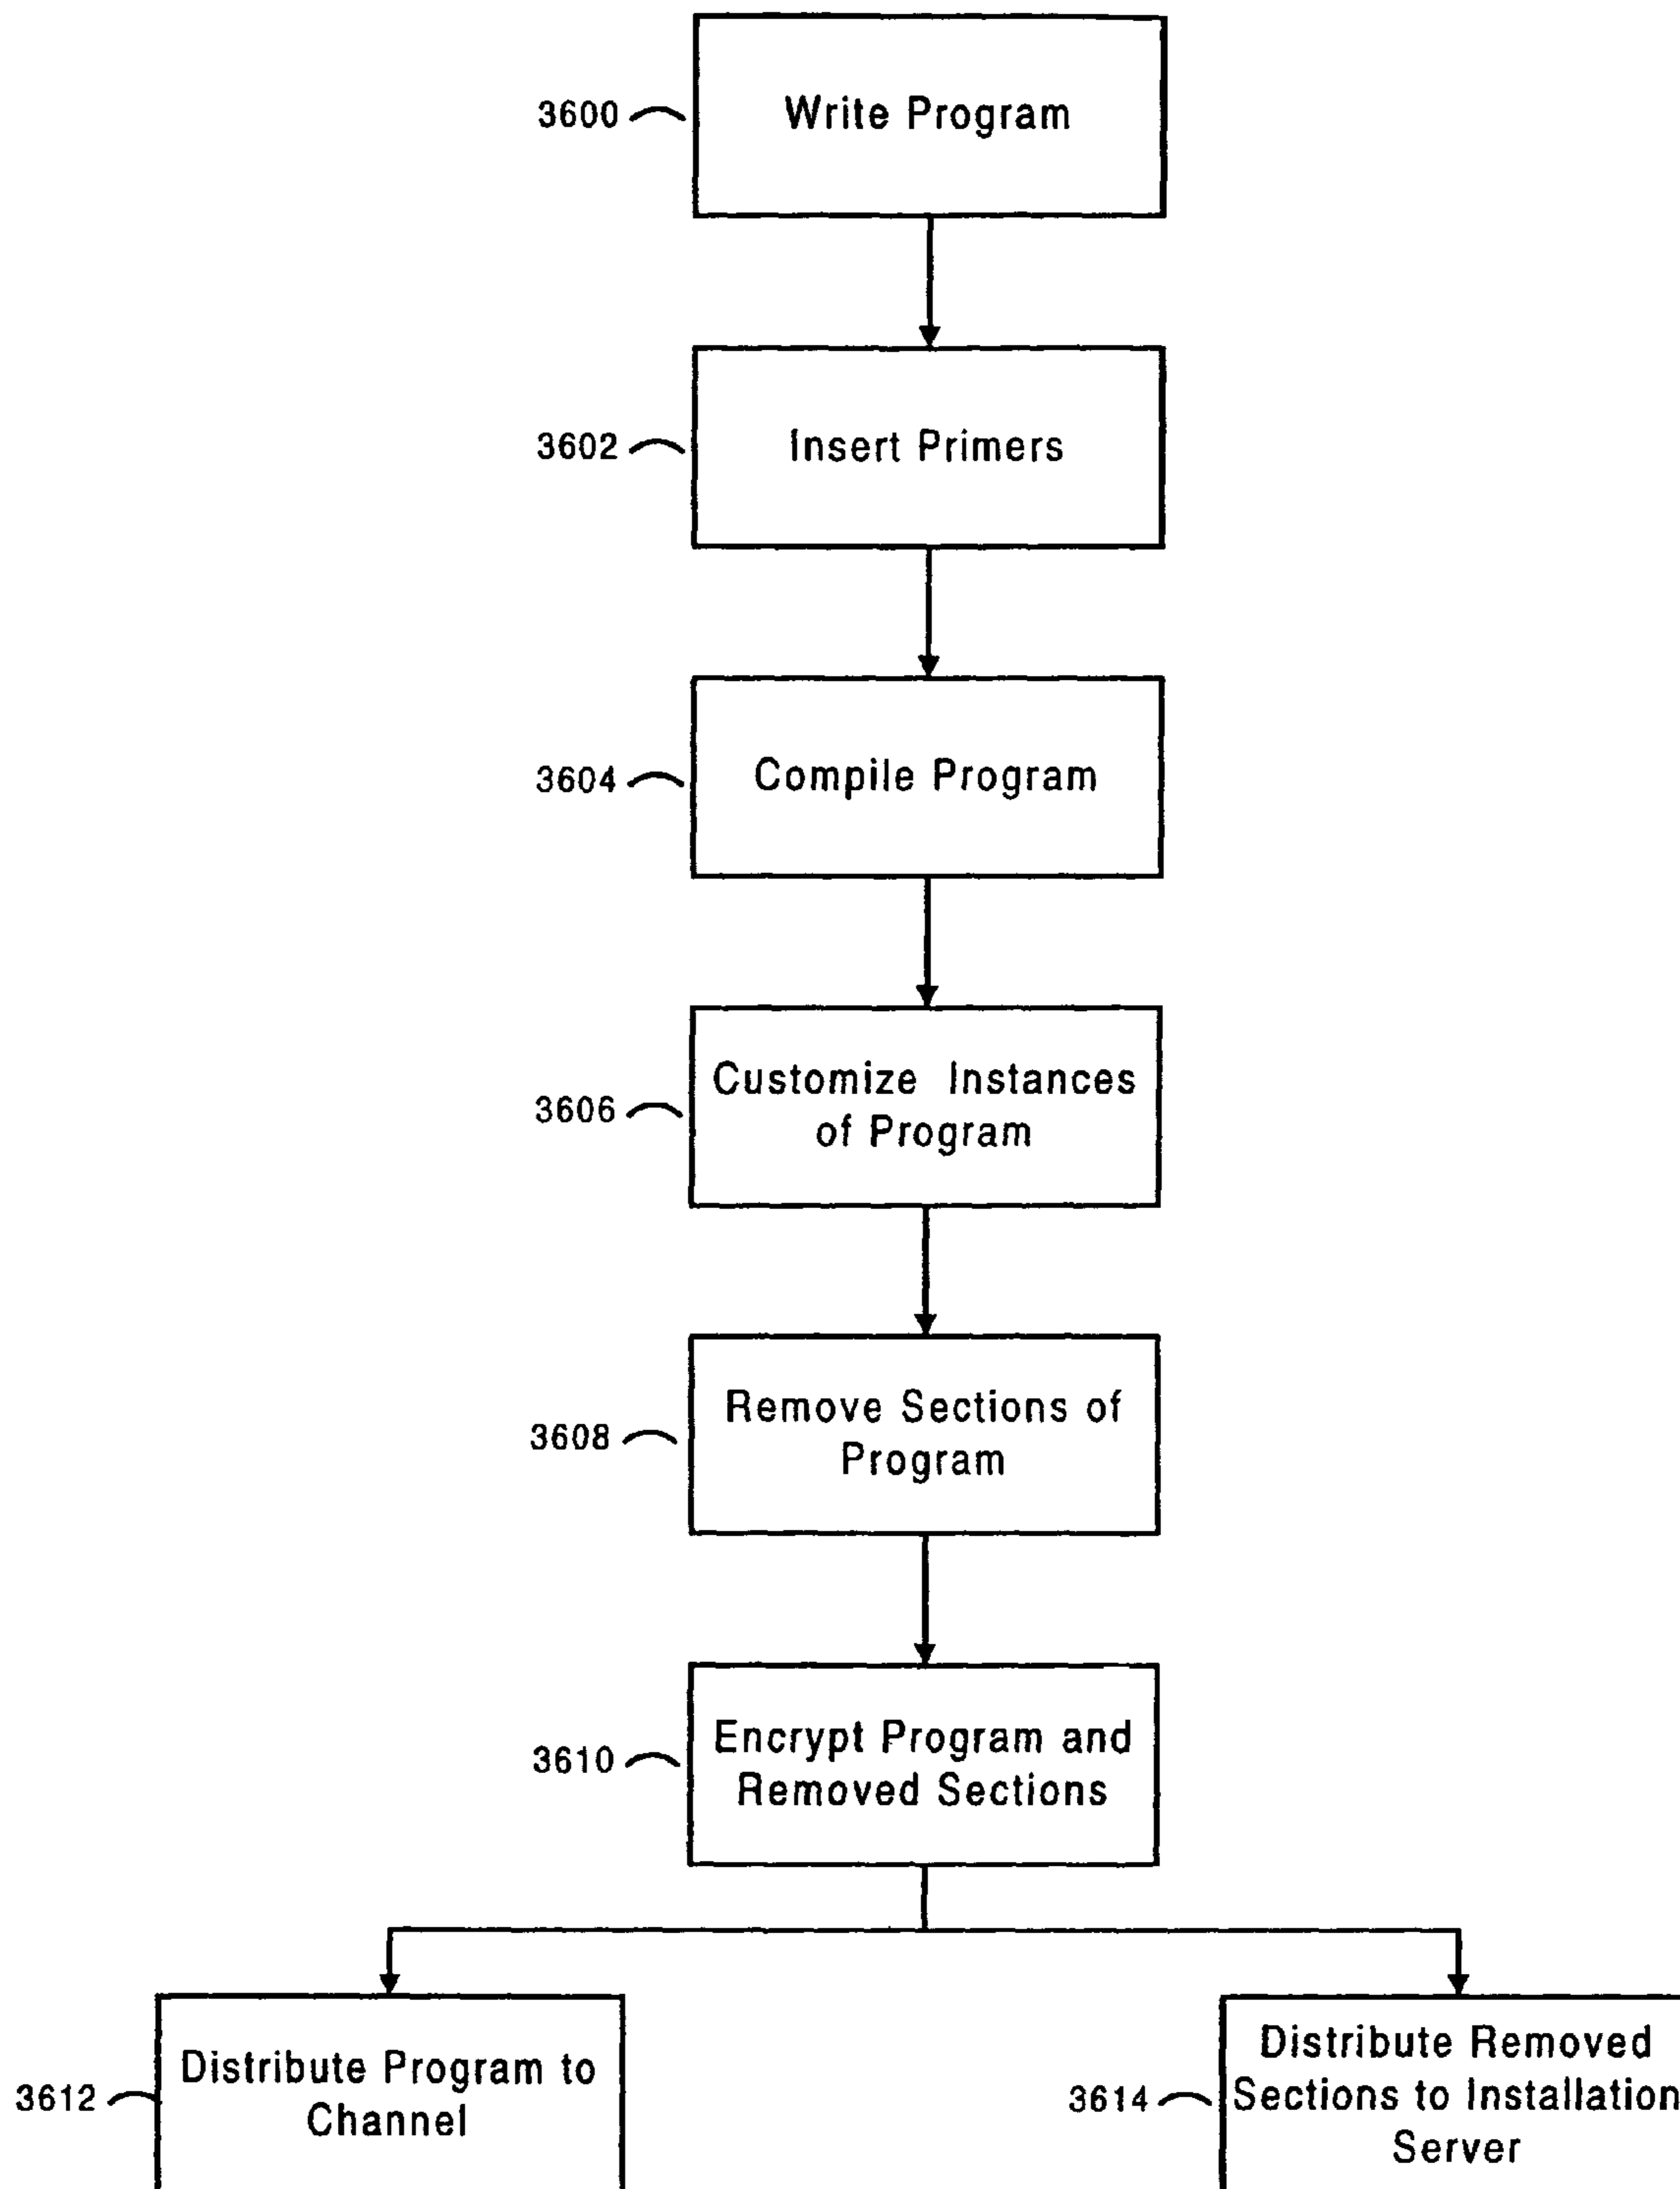 3600
Write Program
3602
Insert Primers
3604
Compile Program
3606
Customize Instances
of Program
3608
Remove Sections of
Program
3610
Encrypt Program and
Removed Sections
3612
Distribute Program to
Channel
3614
Distribute Removed
Sections to Installation
Server